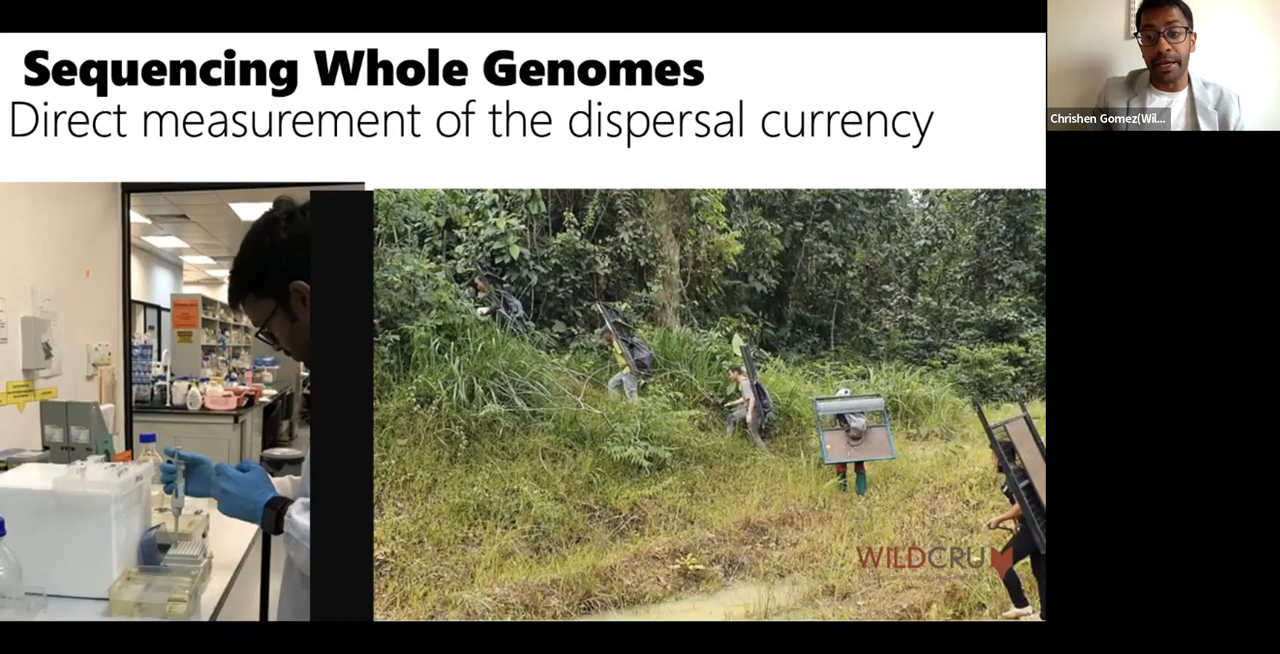 Sequencing Whole Genomes
Direct measurement of the dispersal currency
Chrishen Gomez(Wil...
WILDCRU